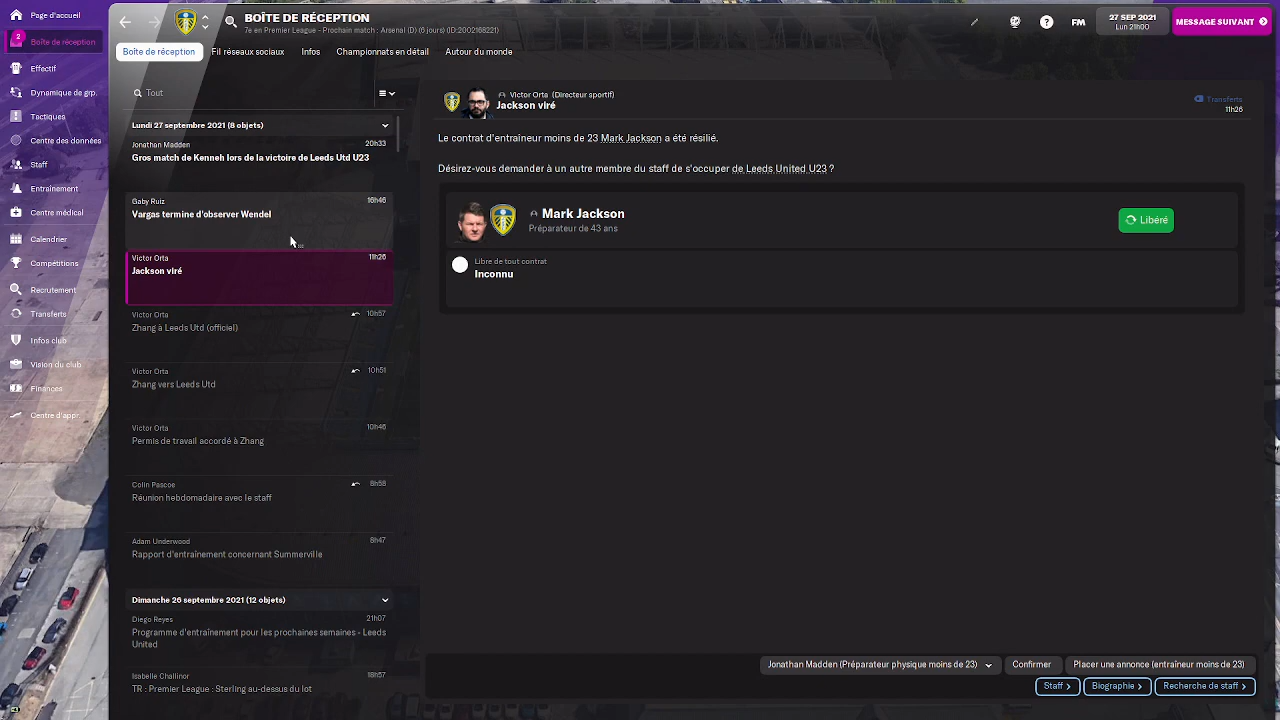 Page d'accueil
2
Boîte de réception
Effectif
Dynamique de grp.
Tactiques
Centre des données
Staff
Entraînement
Centre médical
Calendrier
Compétitions
Recrutement
Transferts
Infos club
Vision du club
Finances
Centre d'appr.
BOÎTE DE RÉCEPTION
7e en Premier League - Prochain match : Arsenal (D) (6 jours) (ID:2002168221)
?
FM
27 SEP 2021
Lun 21h00
MESSAGE SUIVANT
Boîte de réception
Fil réseaux sociaux
Infos
Championnats en détail
Autour du monde
Tout
Lundi 27 septembre 2021 (8 objets)
Jonathan Madden 20h33
Gros match de Kenneh lors de la victoire de Leeds Utd U23
Gaby Ruiz 16h46
Vargas termine d'observer Wendel
Victor Orta 11h26
Jackson viré
Victor Orta 10h57
Zhang à Leeds Utd (officiel)
Victor Orta 10h51
Zhang vers Leeds Utd
Victor Orta 10h46
Permis de travail accordé à Zhang
Colin Pascoe 8h58
Réunion hebdomadaire avec le staff
Adam Underwood 8h47
Rapport d'entraînement concernant Summerville
Dimanche 26 septembre 2021 (12 objets)
Diego Reyes 21h07
Programme d'entraînement pour les prochaines semaines - Leeds
United
Isabelle Challinor 18h57
TR : Premier League : Sterling au-dessus du lot
Victor Orta (Directeur sportif)
Jackson viré
Transferts
11h26
Le contrat d'entraîneur moins de 23 Mark Jackson a été résilié.
Désirez-vous demander à un autre membre du staff de s'occuper de Leeds United U23 ?
Mark Jackson
Préparateur de 43 ans
Libéré
Libre de tout contrat
Inconnu
Jonathan Madden (Préparateur physique moins de 23)
Confirmer
Placer une annonce (entraîneur moins de 23)
Staff >
Biographie >
Recherche de staff >